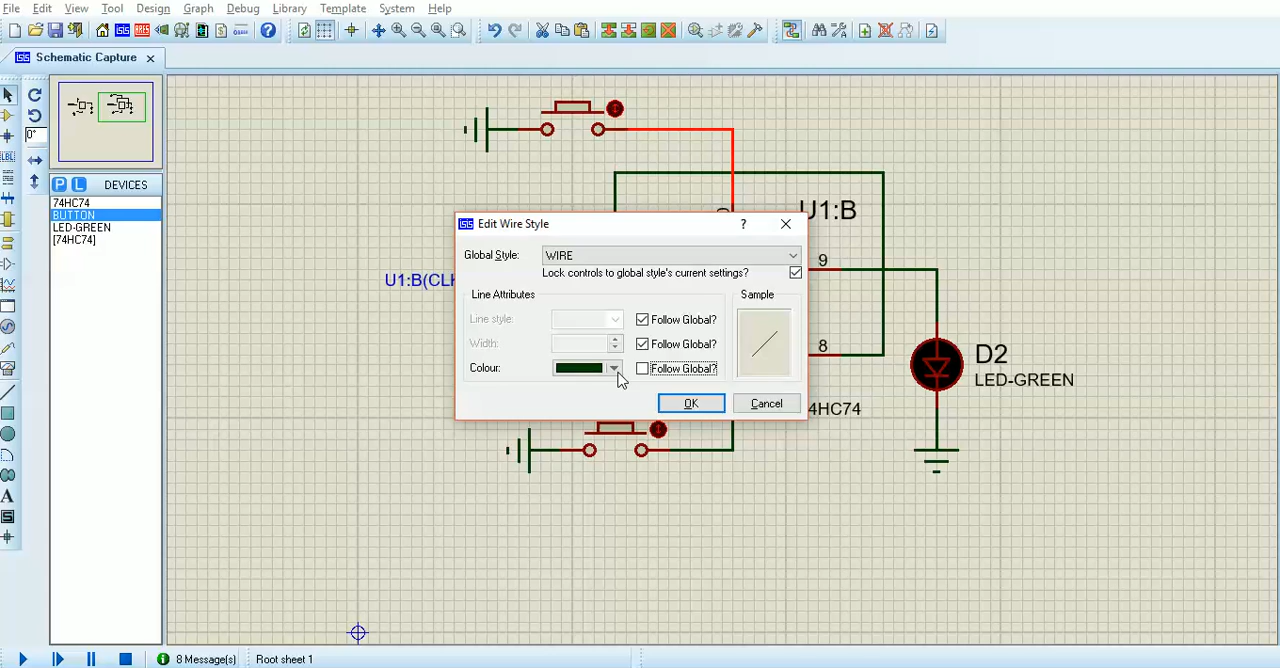 File Edit View Tool Design Graph Debug Library Template System Help
Schematic Capture
0°
LBL
P L DEVICES
74HC74
BUTTON
LED-GREEN
[74HC74]
A
S
U1:B
U1:B(CL
9
8
D2
LED-GREEN
4HC74
Edit Wire Style
?
Global Style: WIRE
Lock controls to global style's current settings?
Line Attributes
Sample
Line style: Follow Global?
Width: Follow Global?
Colour: Follow Global?
OK Cancel
8 Message(s) Root sheet 1